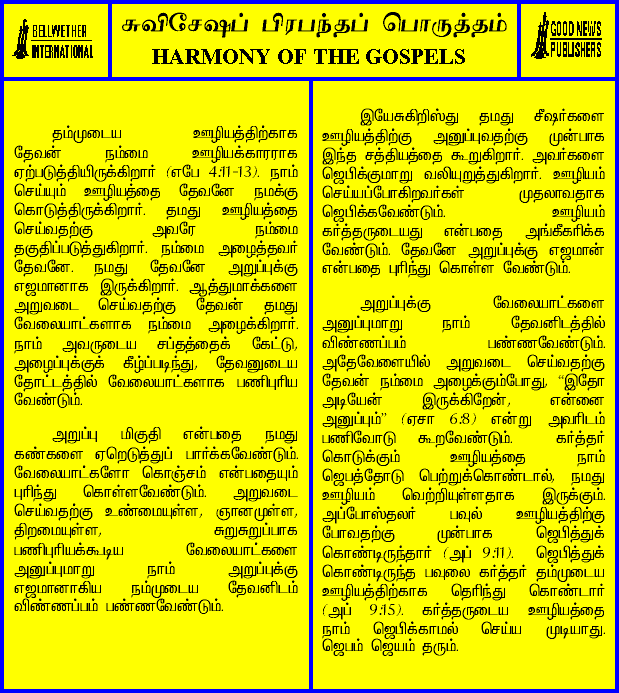 BELLWETHER
INTERNATIONAL
சுவிசேஷப் பிரபந்தப் பொருத்தம்
HARMONY OF THE GOSPELS
GOOD NEWS
PUBLISHERS
தம்முடைய ஊழியத்திற்காக
தேவன் நம்மை ஊழியக்காரராக
ஏற்படுத்தியிருக்கிறார் (எபே 4:11-13). நாம்
செய்யும் ஊழியத்தை தேவனே நமக்கு
கொடுத்திருக்கிறார். தமது ஊழியத்தை
செய்வதற்கு அவரே நம்மை
தகுதிப்படுத்துகிறார். நம்மை அழைத்தவர்
தேவனே. நமது தேவனே அறுப்புக்கு
எஜமானாக இருக்கிறார். ஆத்துமாக்களை
அறுவடை செய்வதற்கு தேவன் தமது
வேலையாட்களாக நம்மை அழைக்கிறார்.
நாம் அவருடைய சப்தத்தைக் கேட்டு,
அழைப்புக்குக் கீழ்ப்படிந்து, தேவனுடைய
தோட்டத்தில் வேலையாட்களாக பணிபுரிய
வேண்டும்.
அறுப்பு மிகுதி என்பதை நமது
கண்களை ஏறெடுத்துப் பார்க்கவேண்டும்.
வேலையாட்களோ கொஞ்சம் என்பதையும்
புரிந்து கொள்ளவேண்டும். அறுவடை
செய்வதற்கு உண்மையுள்ள, ஞானமுள்ள,
திறமையுள்ள, சுறுசுறுப்பாக
பணிபுரியக்கூடிய வேலையாட்களை
அனுப்புமாறு நாம் அறுப்புக்கு
எஜமானாகிய நம்முடைய தேவனிடம்
விண்ணப்பம் பண்ணவேண்டும்.
இயேசுகிறிஸ்து தமது சீஷர்களை
ஊழியத்திற்கு அனுப்புவதற்கு முன்பாக
இந்த சத்தியத்தை கூறுகிறார். அவர்களை
ஜெபிக்குமாறு வலியுறுத்துகிறார். ஊழியம்
செய்யப்போகிறவர்கள் முதலாவதாக
ஜெபிக்கவேண்டும். ஊழியம்
கர்த்தருடையது என்பதை அங்கீகரிக்க
வேண்டும். தேவனே அறுப்புக்கு எஜமான்
என்பதை புரிந்து கொள்ள வேண்டும்.
அறுப்புக்கு வேலையாட்களை
அனுப்புமாறு நாம் தேவனிடத்தில்
விண்ணப்பம் பண்ணவேண்டும்.
அதேவேளையில் அறுவடை செய்வதற்கு
தேவன் நம்மை அழைக்கும்போது, “இதோ
அடியேன் இருக்கிறேன், என்னை
அனுப்பும்” (ஏசா 6:8) என்று அவரிடம்
பணிவோடு கூறவேண்டும். கர்த்தர்
கொடுக்கும் ஊழியத்தை நாம்
ஜெபத்தோடு பெற்றுக்கொண்டால், நமது
ஊழியம் வெற்றியுள்ளதாக இருக்கும்.
அப்போஸ்தலர் பவுல் ஊழியத்திற்கு
போவதற்கு முன்பாக ஜெபித்துக்
கொண்டிருந்தார் (அப் 9:11). ஜெபித்துக்
கொண்டிருந்த பவுலை கர்த்தர் தம்முடைய
ஊழியத்திற்காக தெரிந்து கொண்டார்
(அப் 9:15). கர்த்தருடைய ஊழியத்தை
நாம் ஜெபிக்காமல் செய்ய முடியாது.
ஜெபம் ஜெயம் தரும்.